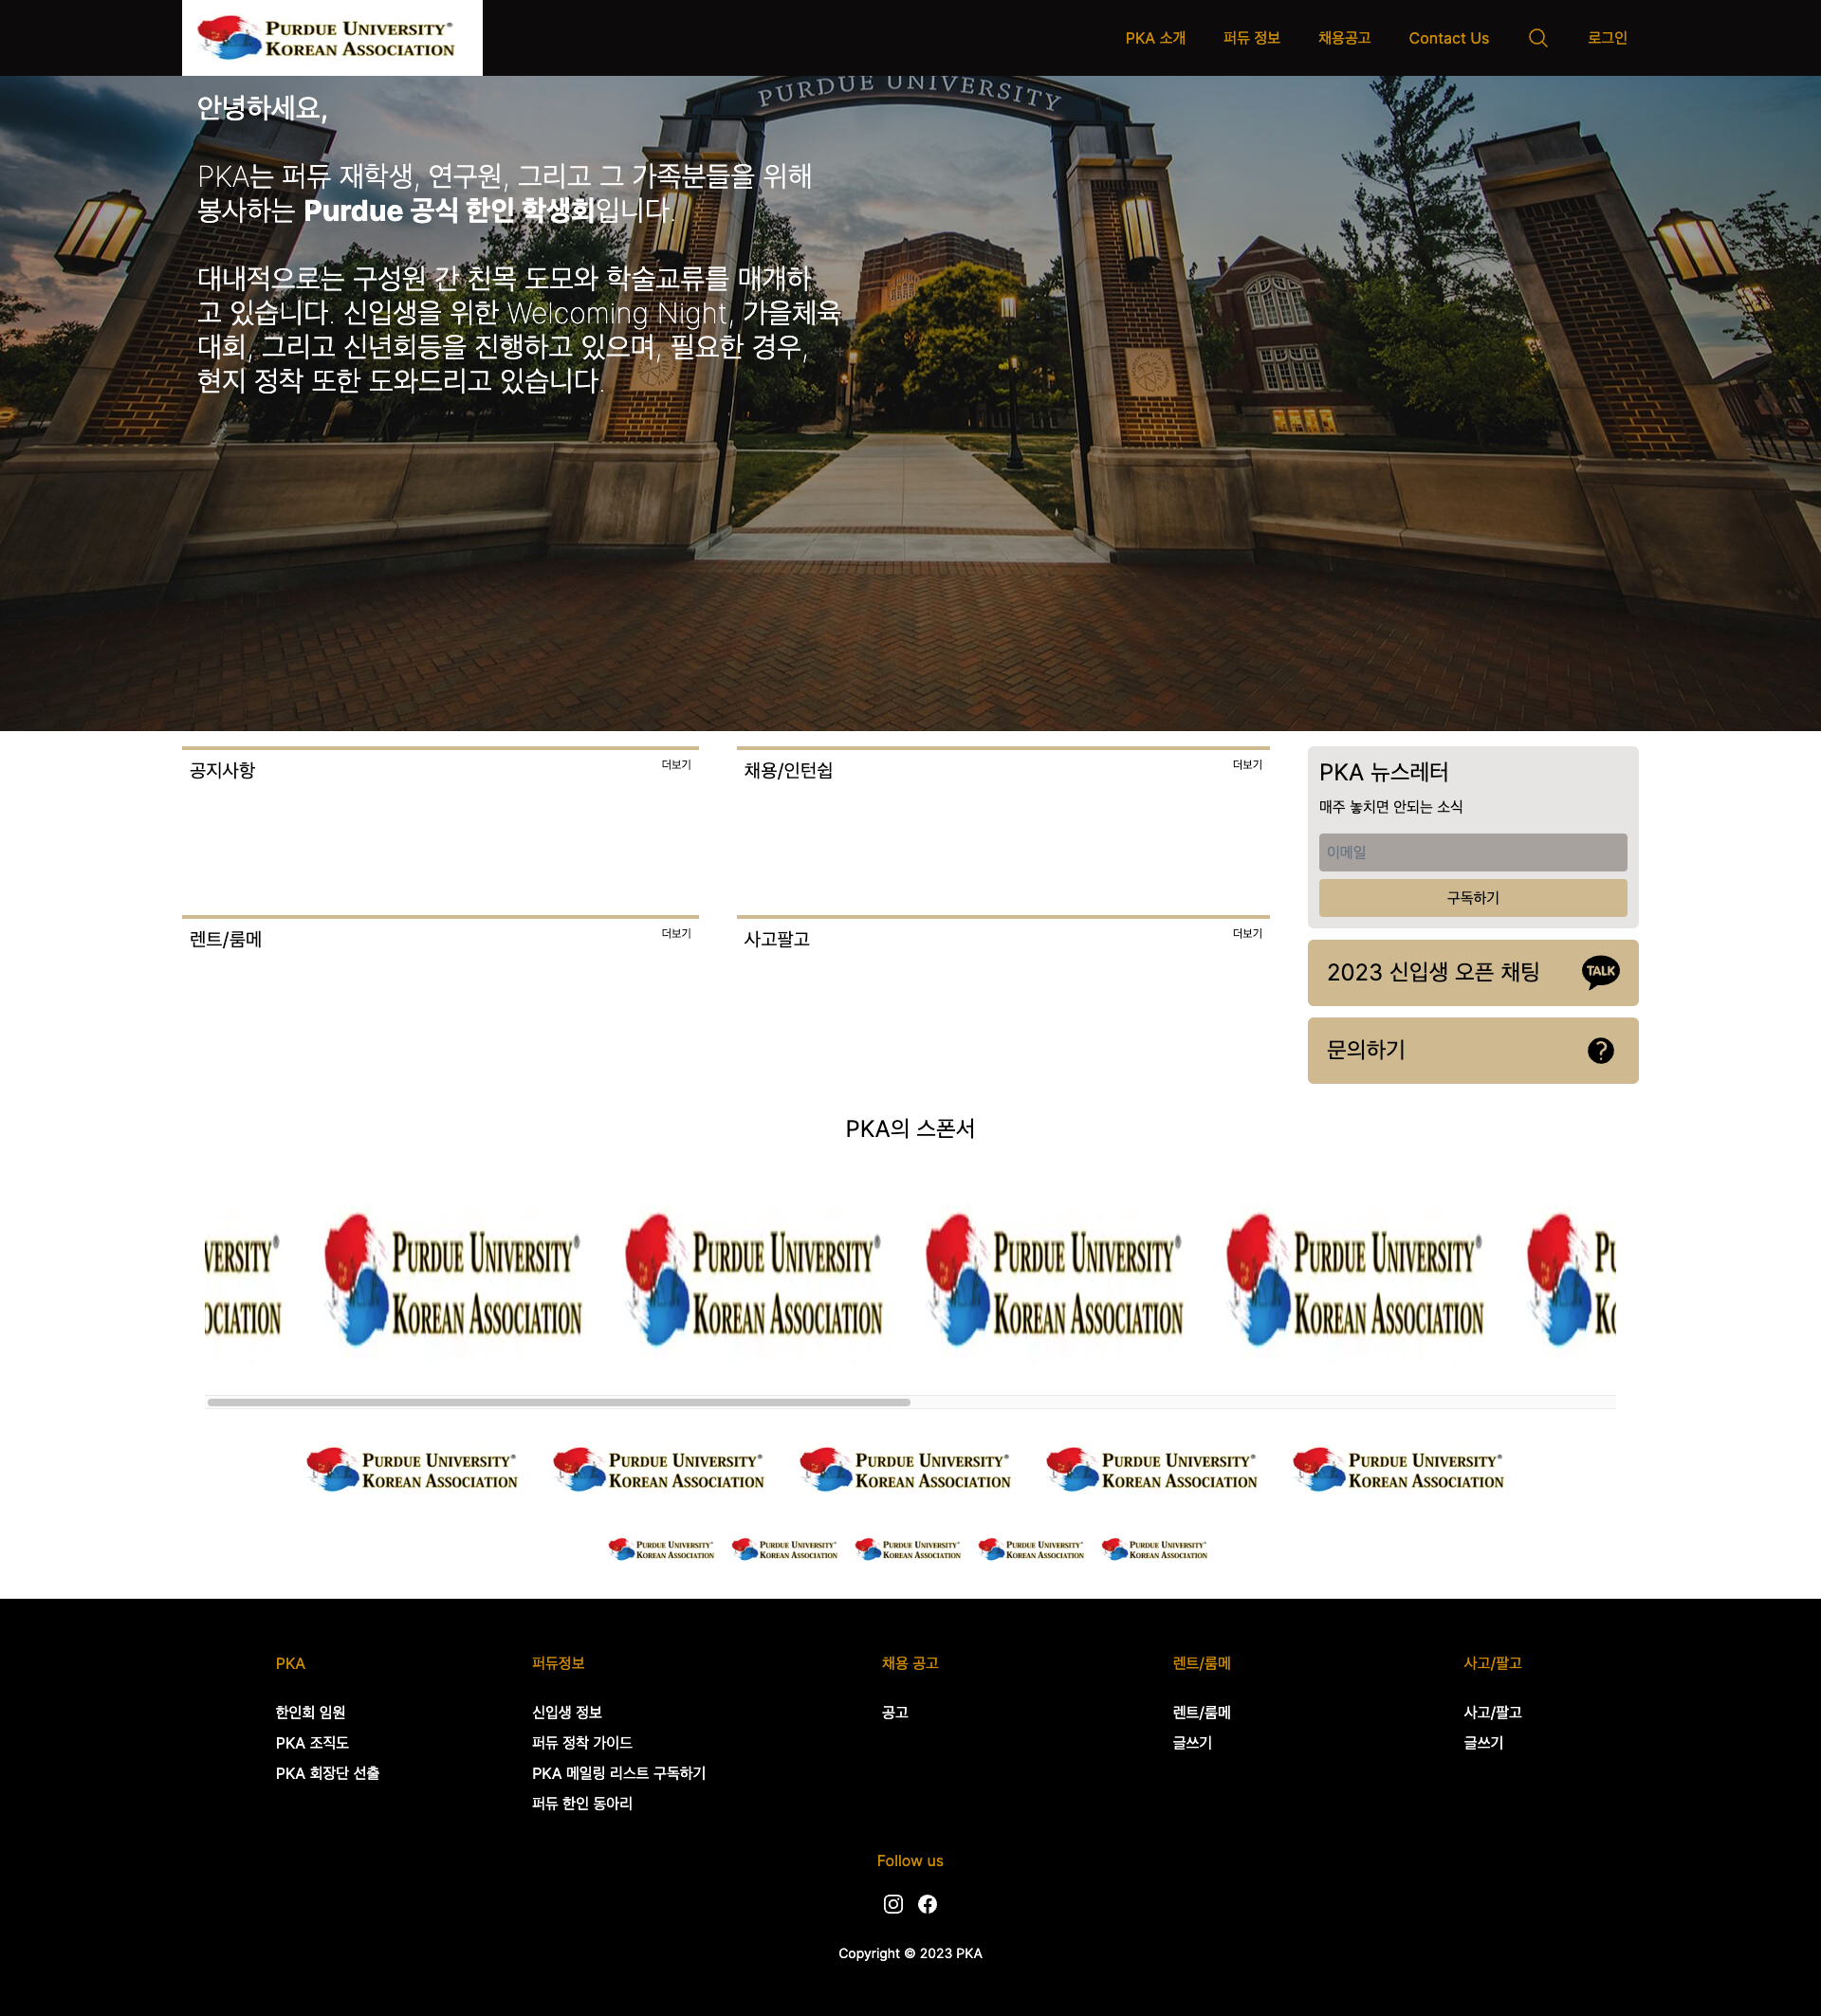 PURDUE UNIVERSITY®
KOREAN ASSOCIATION
PKA 소개
퍼듀 정보
채용공고
Contact Us
로그인
PURDUE UNIVERSITY
안녕하세요,
PKA는 퍼듀 재학생, 연구원, 그리고 그 가족분들을 위해
봉사하는 Purdue 공식 한인 학생회입니다.
대내적으로는 구성원 간 친목 도모와 학술교류를 매개하
고 있습니다. 신입생을 위한 Welcoming Night, 가을체육
대회, 그리고 신년회등을 진행하고 있으며, 필요한 경우,
현지 정착 또한 도와드리고 있습니다.
공지사항
더보기
채용/인턴쉽
더보기
렌트/룸메
더보기
사고팔고
더보기
PKA 뉴스레터
매주 놓치면 안되는 소식
이메일
구독하기
2023 신입생 오픈 채팅
TALK
문의하기
?
PKA의 스폰서
VERSITY®
OCIATION
PURDUE UNIVERSITY®
KOREAN ASSOCIATION
PURDUE UNIVERSITY®
KOREAN ASSOCIATION
PURDUE UNIVERSITY®
KOREAN ASSOCIATION
PURDUE UNIVERSITY®
KOREAN ASSOCIATION
PURDUE UNIVERSITY®
KOREAN ASSOCIATION
PURDUE UNIVERSITY®
KOREAN ASSOCIATION
PURDUE UNIVERSITY®
KOREAN ASSOCIATION
PURDUE UNIVERSITY®
KOREAN ASSOCIATION
PURDUE UNIVERSITY®
KOREAN ASSOCIATION
PURDUE UNIVERSITY®
KOREAN ASSOCIATION
PURDUE UNIVERSITY®
KOREAN ASSOCIATION
PURDUE UNIVERSITY®
KOREAN ASSOCIATION
PURDUE UNIVERSITY®
KOREAN ASSOCIATION
PURDUE UNIVERSITY®
KOREAN ASSOCIATION
PKA
한인회 임원
PKA 조직도
PKA 회장단 선출
퍼듀정보
신입생 정보
퍼듀 정착 가이드
PKA 메일링 리스트 구독하기
퍼듀 한인 동아리
채용 공고
공고
렌트/룸메
렌트/룸메
글쓰기
사고/팔고
사고/팔고
글쓰기
Follow us
Copyright © 2023 PKA